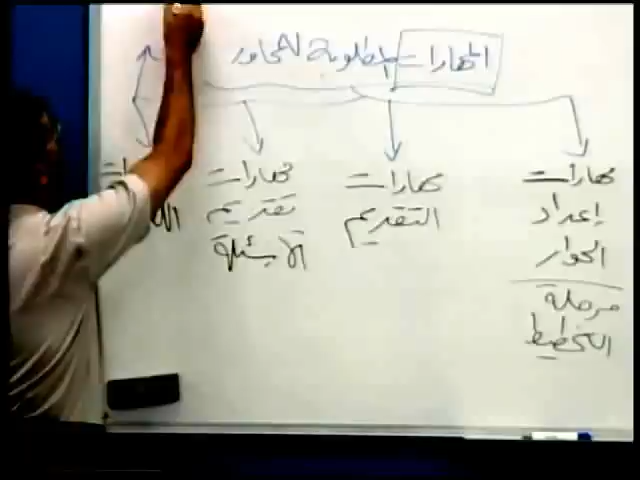 المهارات المطلوبة للمحاور
مهارات
إعداد
الحوار
مرحلة
التخطيط
مهارات
التقديم
مهارات
تقديم
الأسئلة